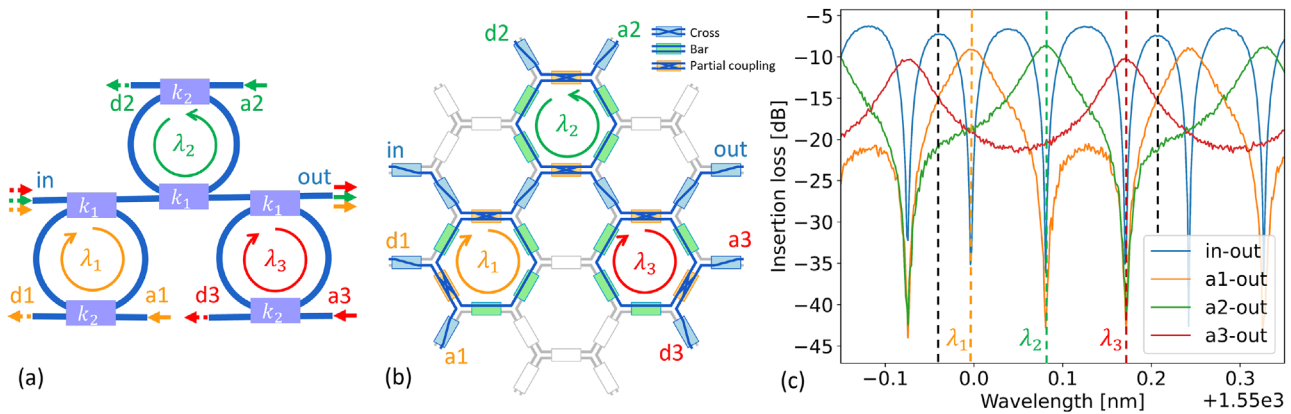 d2
k2
a2
λ2
in
out
k1
k1
k1
λ1
λ3
d1
k2
a1
d3
k2
a3
(a)
d2
a2
Cross
Bar
Partial coupling
λ2
in
out
d1
λ1
λ3
a3
a1
d3
(b)
Insertion loss [dB]
−5
−10
−15
−20
−25
−30
−35
−40
−45
λ1
λ2
λ3
in-out
a1-out
a2-out
a3-out
−0.1
0.0
0.1
0.2
0.3
Wavelength [nm]
+1.55e3
(c)